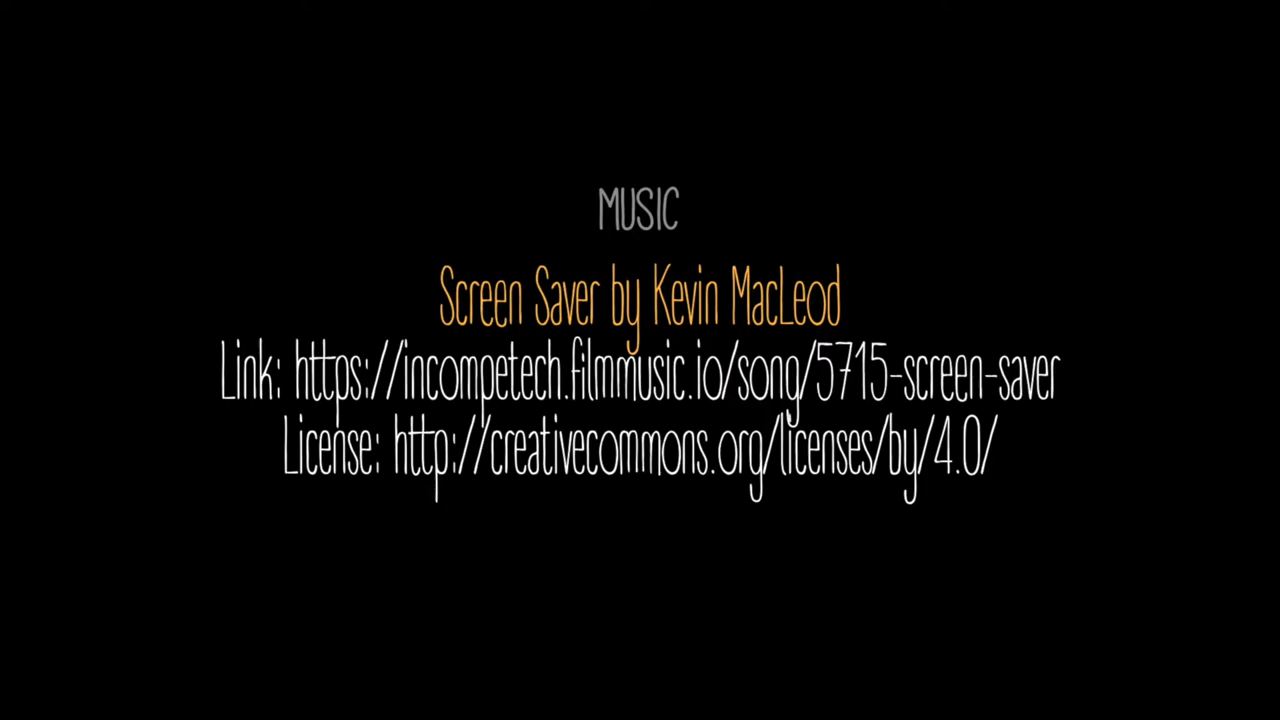 MUSIC
Screen Saver by Kevin MacLeod
Link: https://incompetech.filmmusic.io/song/5715-screen-saver
License: http://creativecommons.org/licenses/by/4.0/